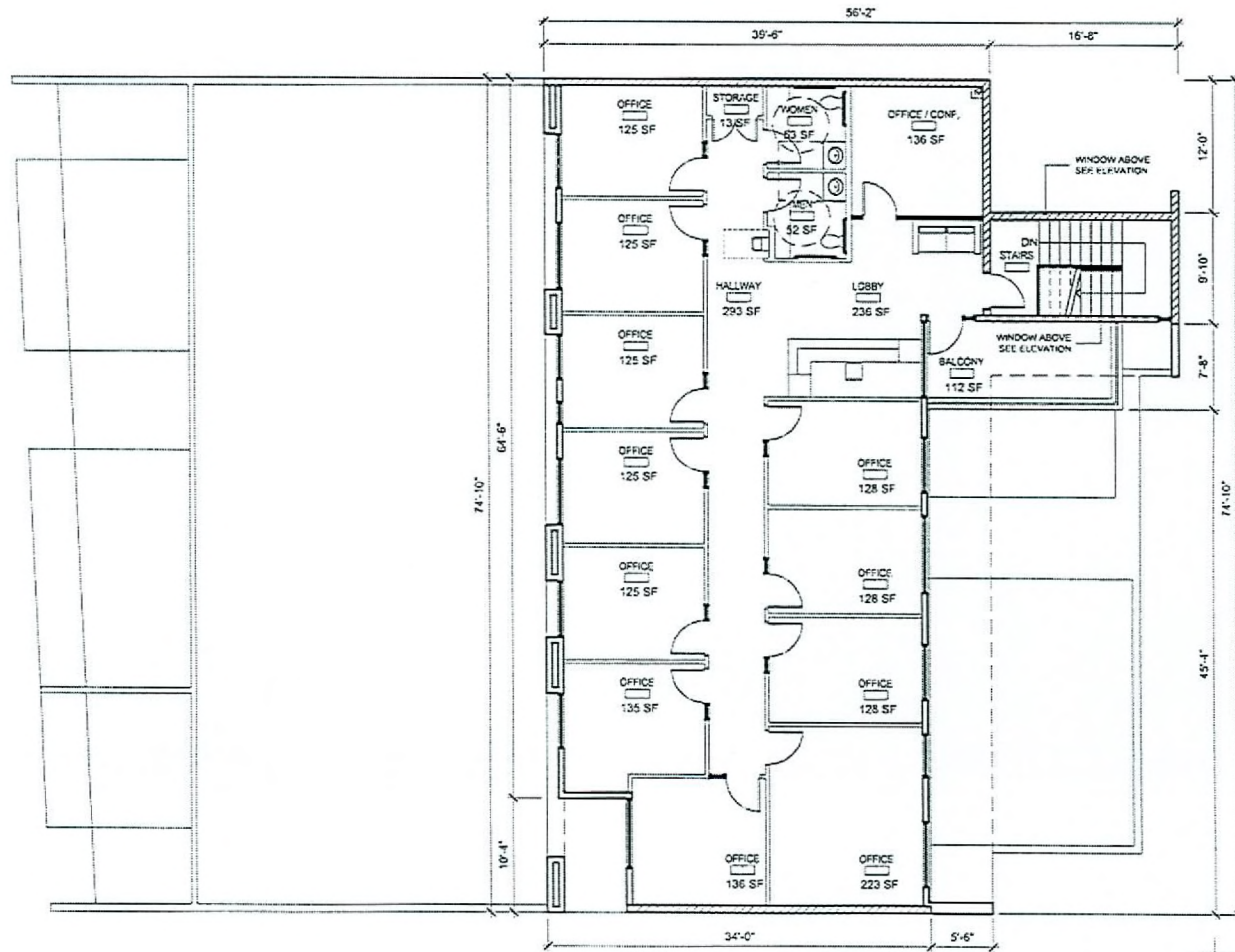 56'-2"
39'-6"
16'-8"
OFFICE
125 SF
STORAGE
13 SF
WOMEN
53 SF
OFFICE / CONF.
136 SF
12'-0"
WINDOW ABOVE
SEE ELEVATION
OFFICE
125 SF
MEN
52 SF
DN
STAIRS
9'-10"
HALLWAY
293 SF
LOBBY
236 SF
OFFICE
125 SF
WINDOW ABOVE
SEE ELEVATION
BALCONY
112 SF
7'-8"
74'-10"
64'-6"
OFFICE
125 SF
OFFICE
128 SF
74'-10"
OFFICE
125 SF
OFFICE
128 SF
OFFICE
135 SF
OFFICE
128 SF
45'-4"
10'-4"
OFFICE
136 SF
OFFICE
223 SF
34'-0"
5'-6"